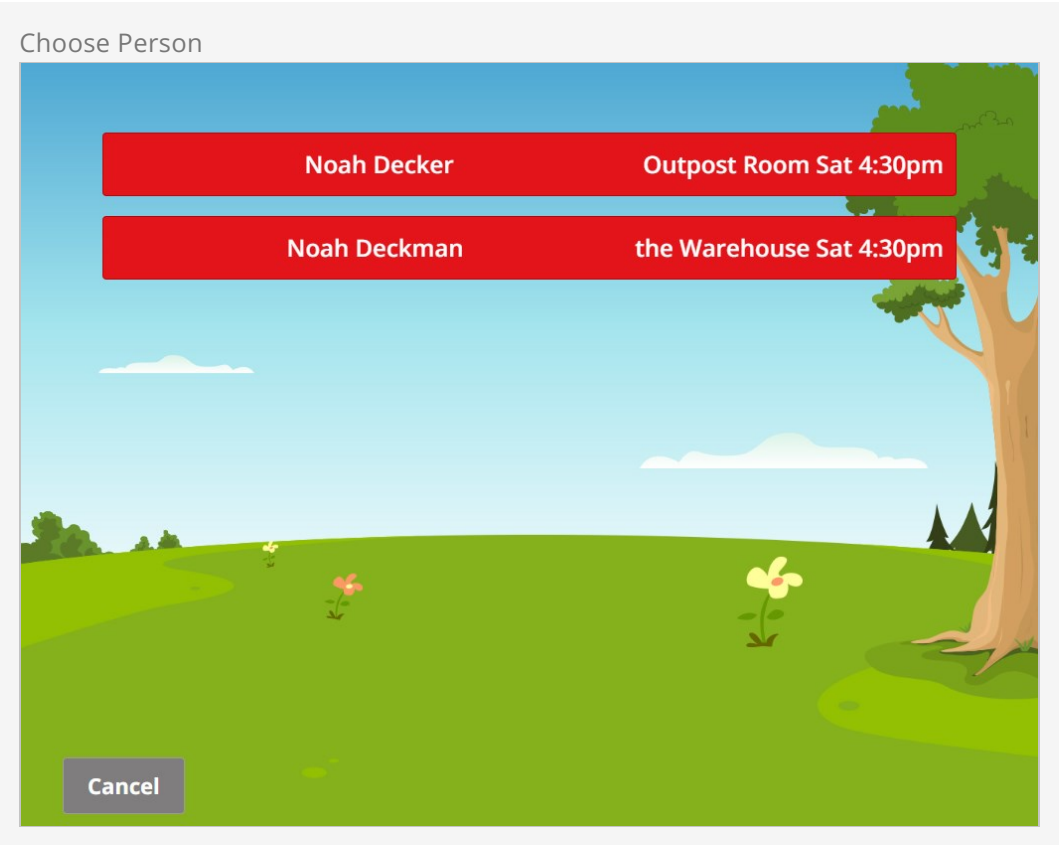 Choose Person
Noah Decker Outpost Room Sat 4:30pm
Noah Deckman the Warehouse Sat 4:30pm
Cancel